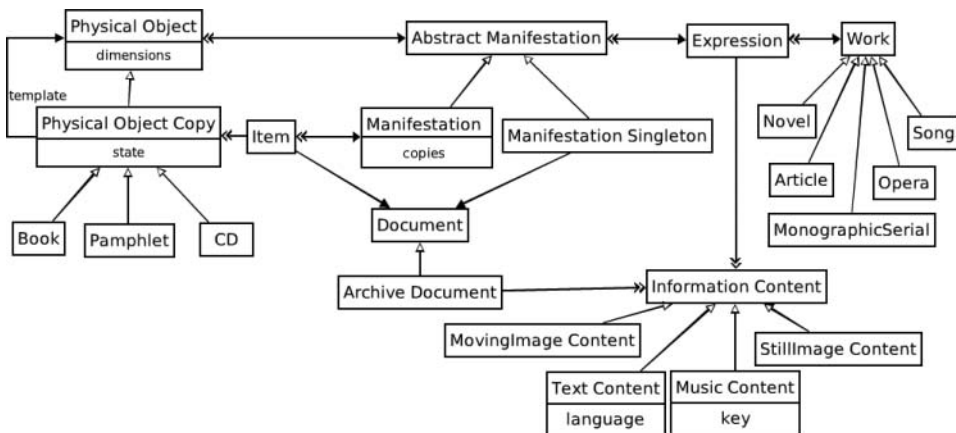 Physical Object
dimensions
Abstract Manifestation
Expression
Work
template
Physical Object Copy
state
Item
Manifestation
copies
Manifestation Singleton
Novel
Song
Article
Opera
MonographicSerial
Book
Pamphlet
CD
Document
Archive Document
Information Content
MovingImage Content
StillImage Content
Text Content
language
Music Content
key